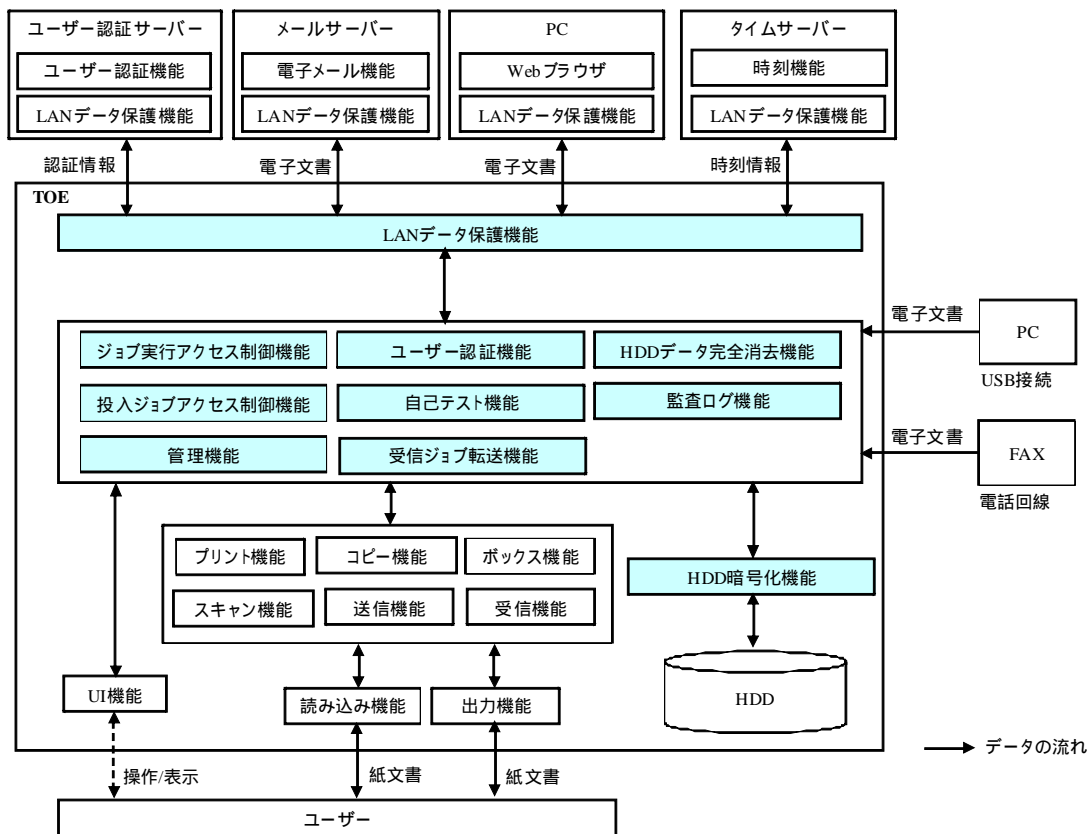 ユーザー認証サーバー
ユーザー認証機能
LANデータ保護機能
メールサーバー
電子メール機能
LANデータ保護機能
PC
Webブラウザ
LANデータ保護機能
タイムサーバー
時刻機能
LANデータ保護機能
認証情報
電子文書
電子文書
時刻情報
TOE
LANデータ保護機能
ジョブ実行アクセス制御機能
ユーザー認証機能
HDDデータ完全消去機能
投入ジョブアクセス制御機能
自己テスト機能
監査ログ機能
管理機能
受信ジョブ転送機能
電子文書
PC
USB接続
電子文書
FAX
電話回線
プリント機能
コピー機能
ボックス機能
スキャン機能
送信機能
受信機能
HDD暗号化機能
HDD
UI機能
読み込み機能
出力機能
データの流れ
操作/表示
紙文書
紙文書
ユーザー